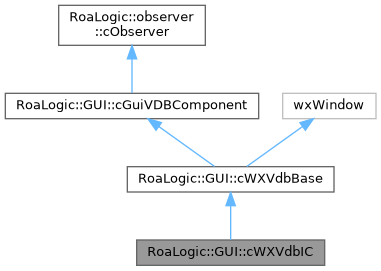 RoaLogic::observer
::cObserver
RoaLogic::GUI::cGuiVDBComponent
wxWindow
RoaLogic::GUI::cWXVdbBase
RoaLogic::GUI::cWXVdbIC